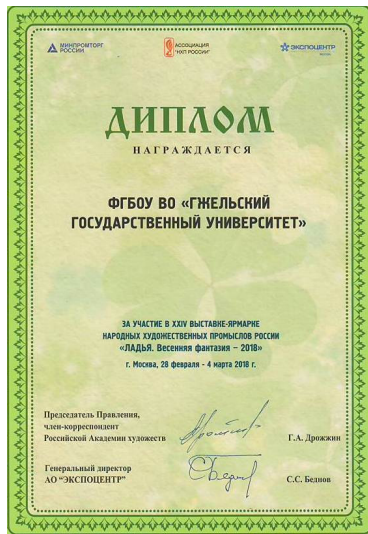 МИНПРОМТОРГ
РОССИИ
АССОЦИАЦИЯ
"НХП РОССИИ"
ЭКСПОЦЕНТР
ДИПЛОМ
НАГРАЖДАЕТСЯ
ФГБОУ ВО «ГЖЕЛЬСКИЙ
ГОСУДАРСТВЕННЫЙ УНИВЕРСИТЕТ»
ЗА УЧАСТИЕ В XXIV ВЫСТАВКЕ-ЯРМАРКЕ
НАРОДНЫХ ХУДОЖЕСТВЕННЫХ ПРОМЫСЛОВ РОССИИ
«ЛАДЬЯ. Весенняя фантазия – 2018»
г. Москва, 28 февраля - 4 марта 2018 г.
Председатель Правления,
член-корреспондент
Российской Академии художеств
Г.А. Дрожжин
Генеральный директор
АО "ЭКСПОЦЕНТР"
С.С. Беднов